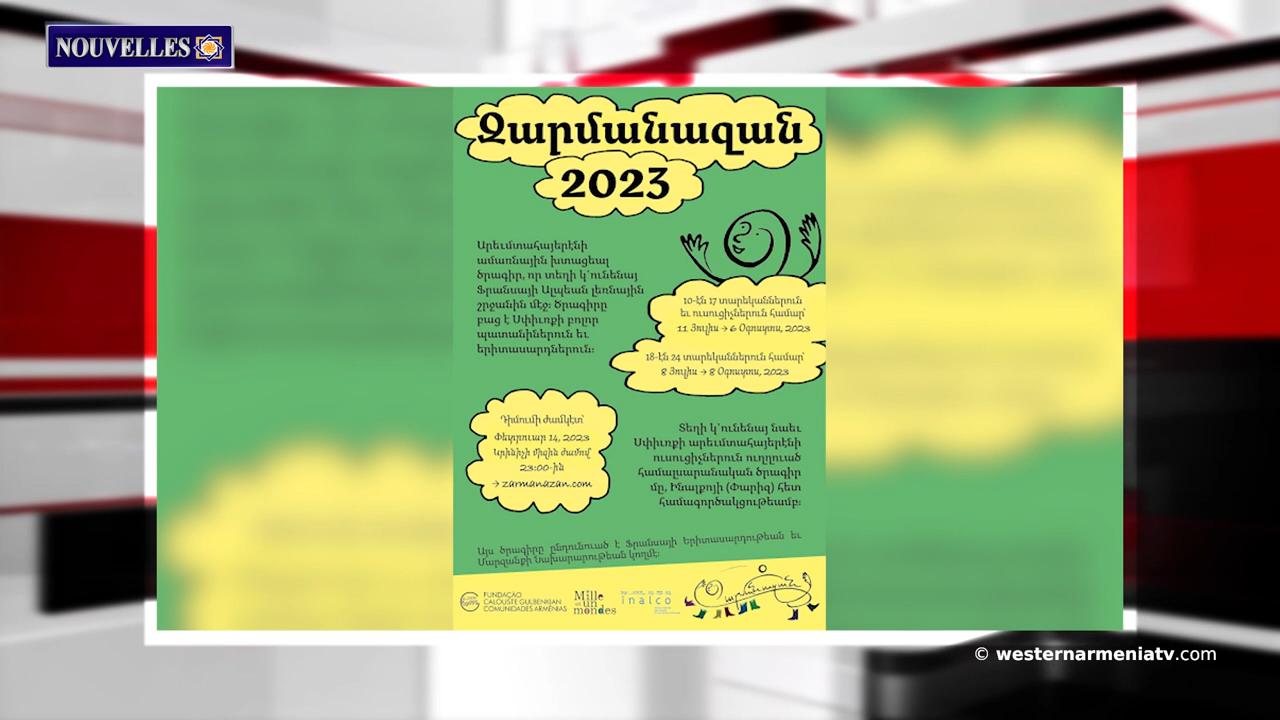 NOUVELLES
Զարմանազան
2023
Արեւմտահայերէնի
ամառնային խտացեալ
ծրագիր, որ տեղի կ՚ունենայ
Ֆրանսայի Ալպեան լեռնային
շրջանին մէջ։ Ծրագիրը
բաց է Սփիւռքի բոլոր
պատանիներուն եւ
երիտասարդներուն։
10-էն 17 տարեկաններուն
եւ ուսուցիչներուն համար՝
11 Յուլիս → 6 Օգոստոս, 2023
18-էն 24 տարեկաններուն համար՝
8 Յուլիս → 8 Օգոստոս, 2023
Դիմումի ժամկէտ՝
Փետրուար 14, 2023
Կրինիչի միջին ժամով
23:00-ին
→ zarmanazan.com
Տեղի կ՚ունենայ նաեւ
Սփիւռքի արեւմտահայերէնի
ուսուցիչներուն ուղղուած
համալսարանական ծրագիր
մը, Ինալքոյի (Փարիզ) հետ
համագործակցութեամբ։
Այս ծրագիրը ընդունուած է Ֆրանսայի Երիտասարդութեան եւ
Մարզանքի Նախարարութեան կողմէ։
FUNDAÇÃO
CALOUSTE GULBENKIAN
COMUNIDADES ARMÉNIAS
Mille
et un
mondes
inalco
Զարմանազան
© westernarmeniatv.com